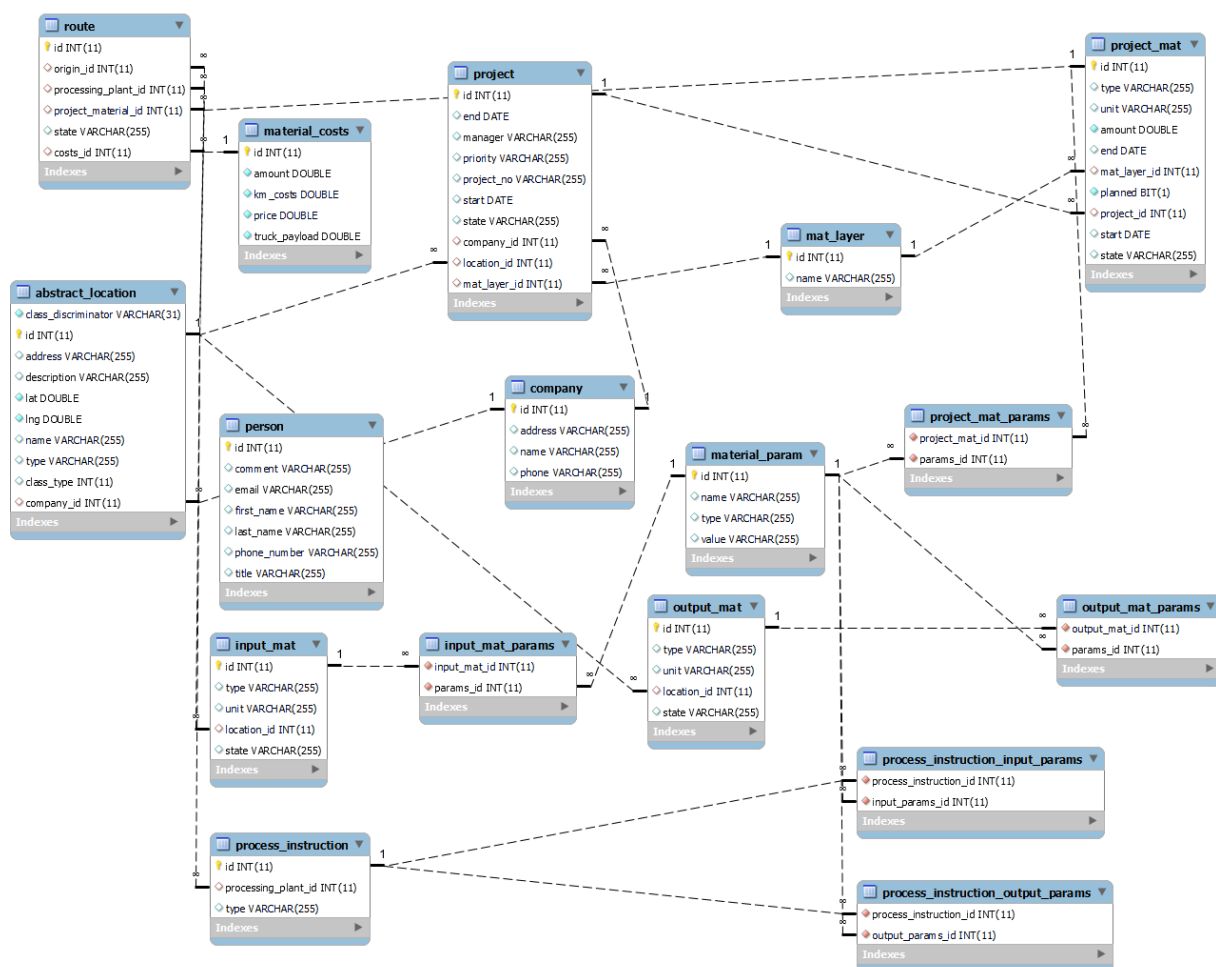 route
id INT(11)
origin_id INT(11)
processing_plant_id INT(11)
project_material_id INT(11)
state VARCHAR(255)
costs_id INT(11)
Indexes
∞
∞
∞
∞
1
material_costs
id INT(11)
amount DOUBLE
km_costs DOUBLE
price DOUBLE
truck_payload DOUBLE
Indexes
project
id INT(11)
end DATE
manager VARCHAR(255)
priority VARCHAR(255)
project_no VARCHAR(255)
start DATE
state VARCHAR(255)
company_id INT(11)
location_id INT(11)
mat_layer_id INT(11)
Indexes
1
∞
∞
∞
project_mat
id INT(11)
type VARCHAR(255)
unit VARCHAR(255)
amount DOUBLE
end DATE
mat_layer_id INT(11)
planned BIT(1)
project_id INT(11)
start DATE
state VARCHAR(255)
Indexes
1
∞
∞
mat_layer
id INT(11)
name VARCHAR(255)
Indexes
1
1
abstract_location
class_discriminator VARCHAR(31)
id INT(11)
address VARCHAR(255)
description VARCHAR(255)
lat DOUBLE
lng DOUBLE
name VARCHAR(255)
type VARCHAR(255)
class_type INT(11)
company_id INT(11)
Indexes
1
∞
person
id INT(11)
comment VARCHAR(255)
email VARCHAR(255)
first_name VARCHAR(255)
last_name VARCHAR(255)
phone_number VARCHAR(255)
title VARCHAR(255)
Indexes
company
id INT(11)
address VARCHAR(255)
name VARCHAR(255)
phone VARCHAR(255)
Indexes
1
1
material_param
id INT(11)
name VARCHAR(255)
type VARCHAR(255)
value VARCHAR(255)
Indexes
1
1
project_mat_params
project_mat_id INT(11)
params_id INT(11)
Indexes
∞
∞
input_mat
id INT(11)
type VARCHAR(255)
unit VARCHAR(255)
location_id INT(11)
state VARCHAR(255)
Indexes
1
∞
input_mat_params
input_mat_id INT(11)
params_id INT(11)
Indexes
∞
∞
output_mat
id INT(11)
type VARCHAR(255)
unit VARCHAR(255)
location_id INT(11)
state VARCHAR(255)
Indexes
1
∞
output_mat_params
output_mat_id INT(11)
params_id INT(11)
Indexes
∞
∞
process_instruction_input_params
process_instruction_id INT(11)
input_params_id INT(11)
Indexes
∞
∞
process_instruction
id INT(11)
processing_plant_id INT(11)
type VARCHAR(255)
Indexes
1
∞
process_instruction_output_params
process_instruction_id INT(11)
output_params_id INT(11)
Indexes
∞
∞